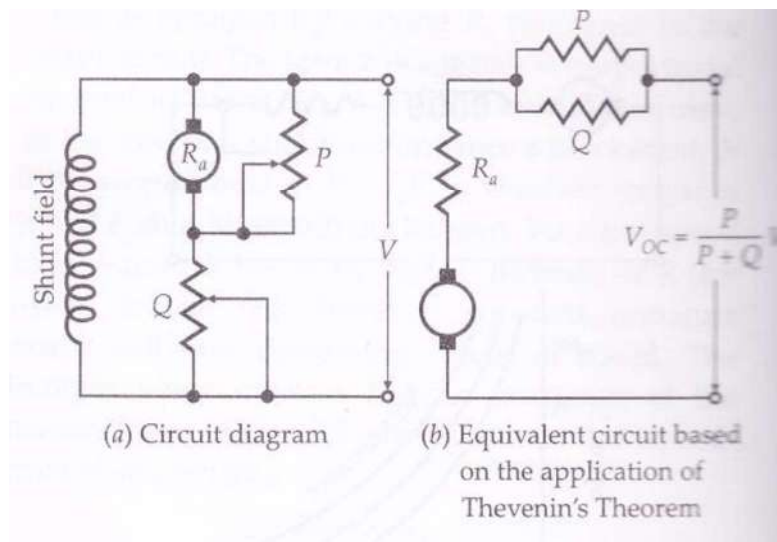 Shunt field
R_a
P
Q
V
(a) Circuit diagram
P
Q
R_a
V_OC = P / P + Q
(b) Equivalent circuit based
on the application of
Thevenin's Theorem